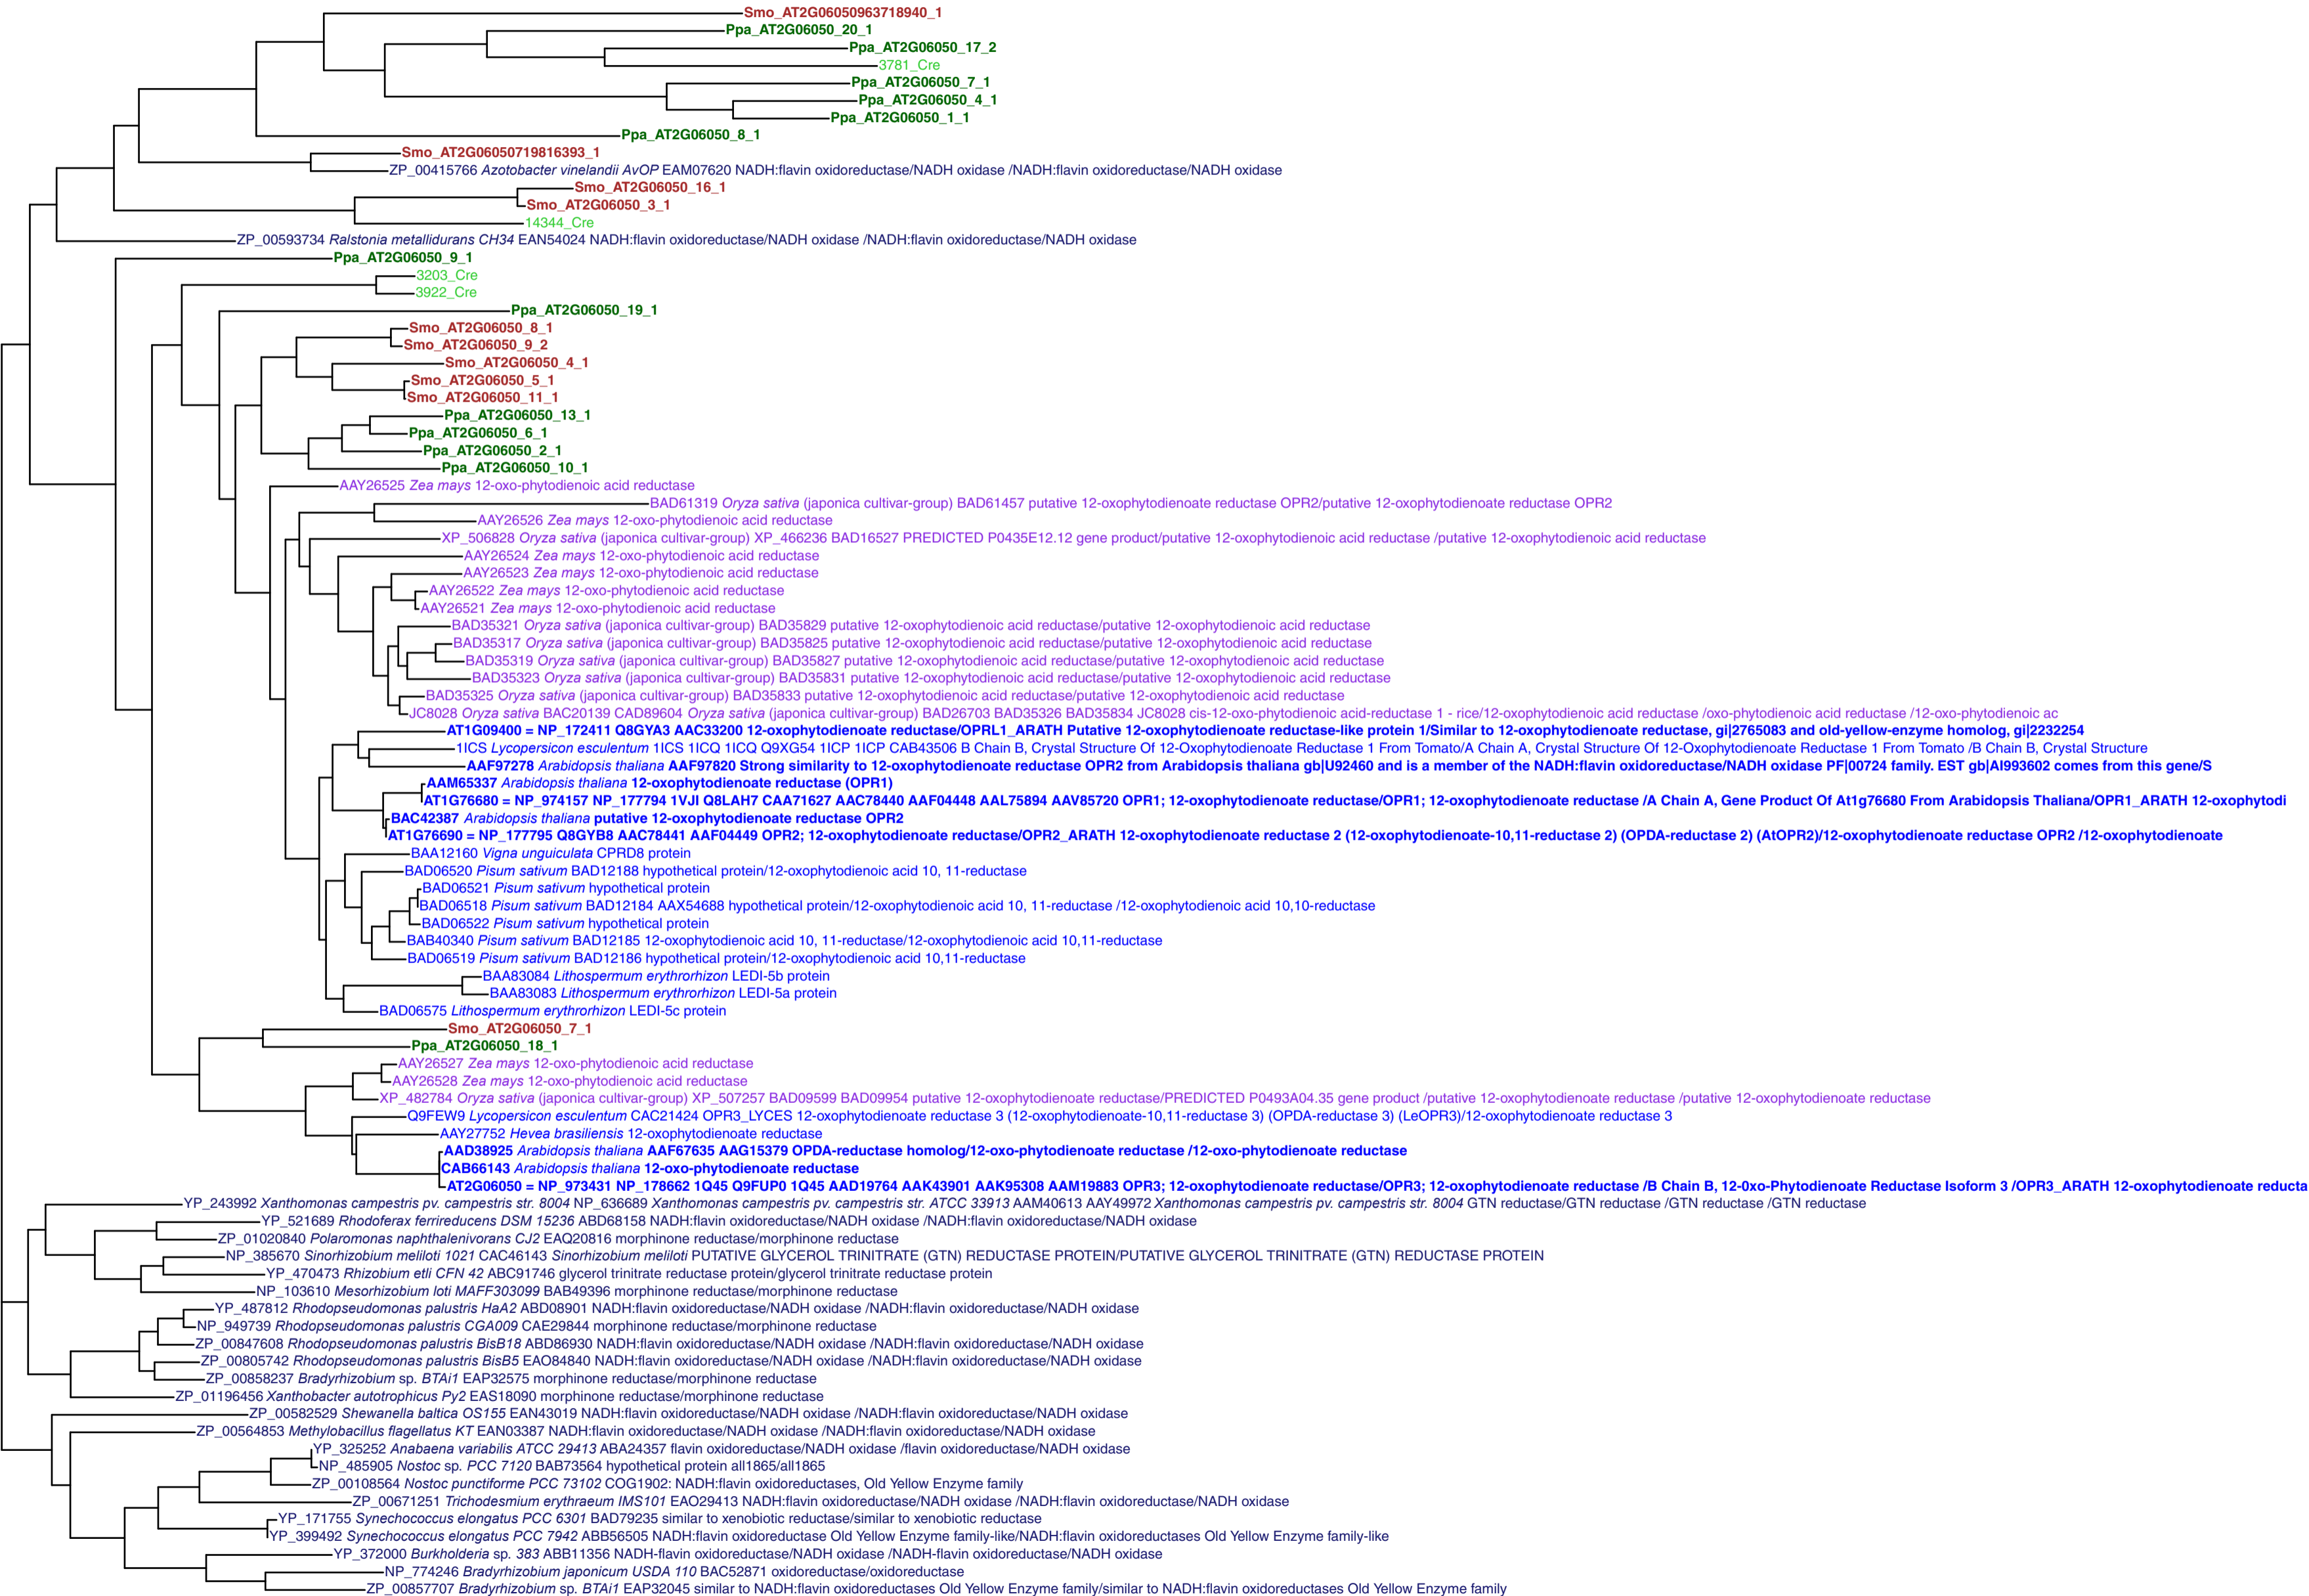 Smo_AT2G06050963718940_1
Ppa_AT2G06050_20_1
Ppa_AT2G06050_17_2
3781_Cre
Ppa_AT2G06050_7_1
Ppa_AT2G06050_4_1
Ppa_AT2G06050_1_1
Ppa_AT2G06050_8_1
Smo_AT2G06050719816393_1
ZP_00415766 Azotobacter vinelandii AvOP EAM07620 NADH:flavin oxidoreductase/NADH oxidase /NADH:flavin oxidoreductase/NADH oxidase
Smo_AT2G06050_16_1
Smo_AT2G06050_3_1
14344_Cre
ZP_00593734 Ralstonia metallidurans CH34 EAN54024 NADH:flavin oxidoreductase/NADH oxidase /NADH:flavin oxidoreductase/NADH oxidase
Ppa_AT2G06050_9_1
3203_Cre
3922_Cre
Ppa_AT2G06050_19_1
Smo_AT2G06050_8_1
Smo_AT2G06050_9_2
Smo_AT2G06050_4_1
Smo_AT2G06050_5_1
Smo_AT2G06050_11_1
Ppa_AT2G06050_13_1
Ppa_AT2G06050_6_1
Ppa_AT2G06050_2_1
Ppa_AT2G06050_10_1
AAY26525 Zea mays 12-oxo-phytodienoic acid reductase
BAD61319 Oryza sativa (japonica cultivar-group) BAD61457 putative 12-oxophytodienoate reductase OPR2/putative 12-oxophytodienoate reductase OPR2
AAY26526 Zea mays 12-oxo-phytodienoic acid reductase
XP_506828 Oryza sativa (japonica cultivar-group) XP_466236 BAD16527 PREDICTED P0435E12.12 gene product/putative 12-oxophytodienoic acid reductase /putative 12-oxophytodienoic acid reductase
AAY26524 Zea mays 12-oxo-phytodienoic acid reductase
AAY26523 Zea mays 12-oxo-phytodienoic acid reductase
AAY26522 Zea mays 12-oxo-phytodienoic acid reductase
AAY26521 Zea mays 12-oxo-phytodienoic acid reductase
BAD35321 Oryza sativa (japonica cultivar-group) BAD35829 putative 12-oxophytodienoic acid reductase/putative 12-oxophytodienoic acid reductase
BAD35317 Oryza sativa (japonica cultivar-group) BAD35825 putative 12-oxophytodienoic acid reductase/putative 12-oxophytodienoic acid reductase
BAD35319 Oryza sativa (japonica cultivar-group) BAD35827 putative 12-oxophytodienoic acid reductase/putative 12-oxophytodienoic acid reductase
BAD35323 Oryza sativa (japonica cultivar-group) BAD35831 putative 12-oxophytodienoic acid reductase/putative 12-oxophytodienoic acid reductase
BAD35325 Oryza sativa (japonica cultivar-group) BAD35833 putative 12-oxophytodienoic acid reductase/putative 12-oxophytodienoic acid reductase
JC8028 Oryza sativa BAC20139 CAD89604 Oryza sativa (japonica cultivar-group) BAD26703 BAD35326 BAD35834 JC8028 cis-12-oxo-phytodienoic acid-reductase 1 - rice/12-oxophytodienoic acid reductase /oxo-phytodienoic acid reductase /12-oxo-phytodienoic ac
AT1G09400 = NP_172411 Q8GYA3 AAC33200 12-oxophytodienoate reductase/OPRL1_ARATH Putative 12-oxophytodienoate reductase-like protein 1/Similar to 12-oxophytodienoate reductase, gi|2765083 and old-yellow-enzyme homolog, gi|2232254
1ICS Lycopersicon esculentum 1ICS 1ICQ 1ICQ Q9XG54 1ICP 1ICP CAB43506 B Chain B, Crystal Structure Of 12-Oxophytodienoate Reductase 1 From Tomato/A Chain A, Crystal Structure Of 12-Oxophytodienoate Reductase 1 From Tomato /B Chain B, Crystal Structure
AAF97278 Arabidopsis thaliana AAF97820 Strong similarity to 12-oxophytodienoate reductase OPR2 from Arabidopsis thaliana gb|U92460 and is a member of the NADH:flavin oxidoreductase/NADH oxidase PF|00724 family. EST gb|AI993602 comes from this gene/S
AAM65337 Arabidopsis thaliana 12-oxophytodienoate reductase (OPR1)
AT1G76680 = NP_974157 NP_177794 1VJI Q8LAH7 CAA71627 AAC78440 AAF04448 AAL75894 AAV85720 OPR1; 12-oxophytodienoate reductase/OPR1; 12-oxophytodienoate reductase /A Chain A, Gene Product Of At1g76680 From Arabidopsis Thaliana/OPR1_ARATH 12-oxophytodi
BAC42387 Arabidopsis thaliana putative 12-oxophytodienoate reductase OPR2
AT1G76690 = NP_177795 Q8GYB8 AAC78441 AAF04449 OPR2; 12-oxophytodienoate reductase/OPR2_ARATH 12-oxophytodienoate reductase 2 (12-oxophytodienoate-10,11-reductase 2) (OPDA-reductase 2) (AtOPR2)/12-oxophytodienoate reductase OPR2 /12-oxophytodienoate
BAA12160 Vigna unguiculata CPRD8 protein
BAD06520 Pisum sativum BAD12188 hypothetical protein/12-oxophytodienoic acid 10, 11-reductase
BAD06521 Pisum sativum hypothetical protein
BAD06518 Pisum sativum BAD12184 AAX54688 hypothetical protein/12-oxophytodienoic acid 10, 11-reductase /12-oxophytodienoic acid 10,10-reductase
BAD06522 Pisum sativum hypothetical protein
BAB40340 Pisum sativum BAD12185 12-oxophytodienoic acid 10, 11-reductase/12-oxophytodienoic acid 10,11-reductase
BAD06519 Pisum sativum BAD12186 hypothetical protein/12-oxophytodienoic acid 10,11-reductase
BAA83084 Lithospermum erythrorhizon LEDI-5b protein
BAA83083 Lithospermum erythrorhizon LEDI-5a protein
BAD06575 Lithospermum erythrorhizon LEDI-5c protein
Smo_AT2G06050_7_1
Ppa_AT2G06050_18_1
AAY26527 Zea mays 12-oxo-phytodienoic acid reductase
AAY26528 Zea mays 12-oxo-phytodienoic acid reductase
XP_482784 Oryza sativa (japonica cultivar-group) XP_507257 BAD09599 BAD09954 putative 12-oxophytodienoate reductase/PREDICTED P0493A04.35 gene product /putative 12-oxophytodienoate reductase /putative 12-oxophytodienoate reductase
Q9FEW9 Lycopersicon esculentum CAC21424 OPR3_LYCES 12-oxophytodienoate reductase 3 (12-oxophytodienoate-10,11-reductase 3) (OPDA-reductase 3) (LeOPR3)/12-oxophytodienoate reductase 3
AAY27752 Hevea brasiliensis 12-oxophytodienoate reductase
AAD38925 Arabidopsis thaliana AAF67635 AAG15379 OPDA-reductase homolog/12-oxo-phytodienoate reductase /12-oxo-phytodienoate reductase
CAB66143 Arabidopsis thaliana 12-oxo-phytodienoate reductase
AT2G06050 = NP_973431 NP_178662 1Q45 Q9FUP0 1Q45 AAD19764 AAK43901 AAK95308 AAM19883 OPR3; 12-oxophytodienoate reductase/OPR3; 12-oxophytodienoate reductase /B Chain B, 12-0xo-Phytodienoate Reductase Isoform 3 /OPR3_ARATH 12-oxophytodienoate reducta
YP_243992 Xanthomonas campestris pv. campestris str. 8004 NP_636689 Xanthomonas campestris pv. campestris str. ATCC 33913 AAM40613 AAY49972 Xanthomonas campestris pv. campestris str. 8004 GTN reductase/GTN reductase /GTN reductase /GTN reductase
YP_521689 Rhodoferax ferrireducens DSM 15236 ABD68158 NADH:flavin oxidoreductase/NADH oxidase /NADH:flavin oxidoreductase/NADH oxidase
ZP_01020840 Polaromonas naphthalenivorans CJ2 EAQ20816 morphinone reductase/morphinone reductase
NP_385670 Sinorhizobium meliloti 1021 CAC46143 Sinorhizobium meliloti PUTATIVE GLYCEROL TRINITRATE (GTN) REDUCTASE PROTEIN/PUTATIVE GLYCEROL TRINITRATE (GTN) REDUCTASE PROTEIN
YP_470473 Rhizobium etli CFN 42 ABC91746 glycerol trinitrate reductase protein/glycerol trinitrate reductase protein
NP_103610 Mesorhizobium loti MAFF303099 BAB49396 morphinone reductase/morphinone reductase
YP_487812 Rhodopseudomonas palustris HaA2 ABD08901 NADH:flavin oxidoreductase/NADH oxidase /NADH:flavin oxidoreductase/NADH oxidase
NP_949739 Rhodopseudomonas palustris CGA009 CAE29844 morphinone reductase/morphinone reductase
ZP_00847608 Rhodopseudomonas palustris BisB18 ABD86930 NADH:flavin oxidoreductase/NADH oxidase /NADH:flavin oxidoreductase/NADH oxidase
ZP_00805742 Rhodopseudomonas palustris BisB5 EAO84840 NADH:flavin oxidoreductase/NADH oxidase /NADH:flavin oxidoreductase/NADH oxidase
ZP_00858237 Bradyrhizobium sp. BTAi1 EAP32575 morphinone reductase/morphinone reductase
ZP_01196456 Xanthobacter autotrophicus Py2 EAS18090 morphinone reductase/morphinone reductase
ZP_00582529 Shewanella baltica OS155 EAN43019 NADH:flavin oxidoreductase/NADH oxidase /NADH:flavin oxidoreductase/NADH oxidase
ZP_00564853 Methylobacillus flagellatus KT EAN03387 NADH:flavin oxidoreductase/NADH oxidase /NADH:flavin oxidoreductase/NADH oxidase
YP_325252 Anabaena variabilis ATCC 29413 ABA24357 flavin oxidoreductase/NADH oxidase /flavin oxidoreductase/NADH oxidase
NP_485905 Nostoc sp. PCC 7120 BAB73564 hypothetical protein all1865/all1865
ZP_00108564 Nostoc punctiforme PCC 73102 COG1902: NADH:flavin oxidoreductases, Old Yellow Enzyme family
ZP_00671251 Trichodesmium erythraeum IMS101 EAO29413 NADH:flavin oxidoreductase/NADH oxidase /NADH:flavin oxidoreductase/NADH oxidase
YP_171755 Synechococcus elongatus PCC 6301 BAD79235 similar to xenobiotic reductase/similar to xenobiotic reductase
YP_399492 Synechococcus elongatus PCC 7942 ABB56505 NADH:flavin oxidoreductase Old Yellow Enzyme family-like/NADH:flavin oxidoreductases Old Yellow Enzyme family-like
YP_372000 Burkholderia sp. 383 ABB11356 NADH-flavin oxidoreductase/NADH oxidase /NADH-flavin oxidoreductase/NADH oxidase
NP_774246 Bradyrhizobium japonicum USDA 110 BAC52871 oxidoreductase/oxidoreductase
ZP_00857707 Bradyrhizobium sp. BTAi1 EAP32045 similar to NADH:flavin oxidoreductases Old Yellow Enzyme family/similar to NADH:flavin oxidoreductases Old Yellow Enzyme family